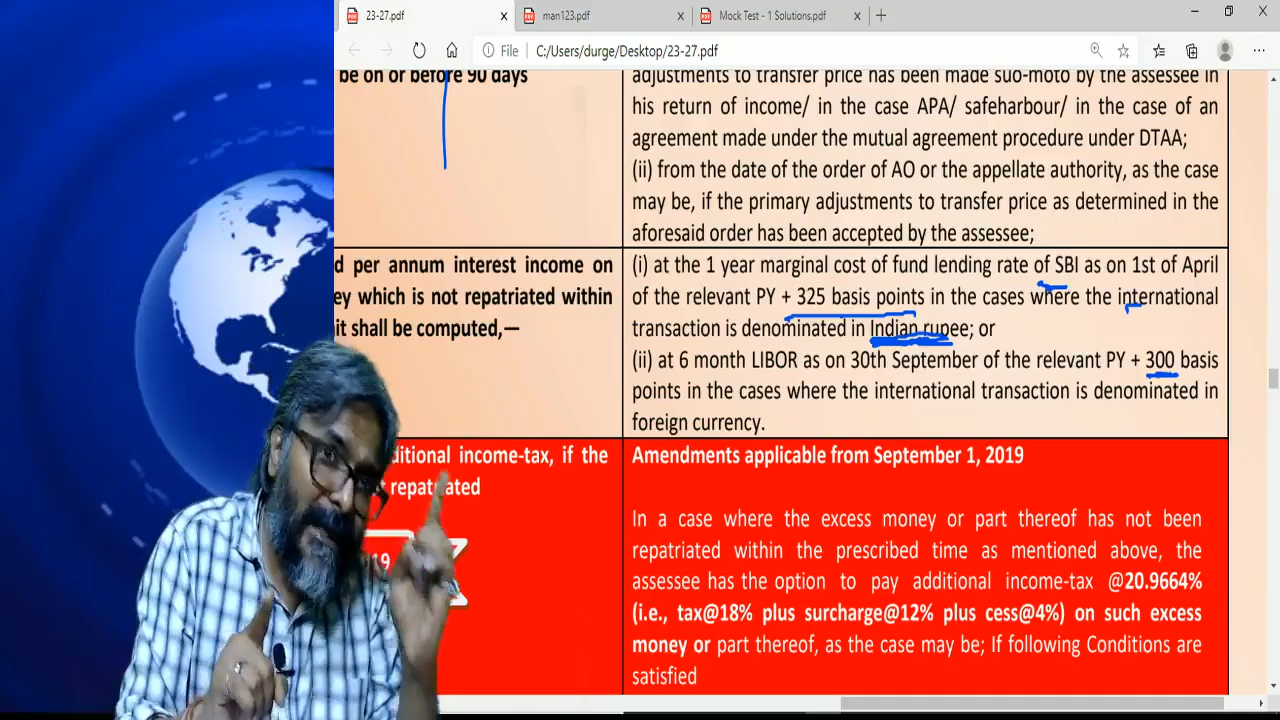 23-27.pdf
man123.pdf
Mock Test - 1 Solutions.pdf
File
C:/Users/durge/Desktop/23-27.pdf
be on or before 90 days
adjustments to transfer price has been made suo-moto by the assessee in
his return of income/ in the case APA/ safeharbour/ in the case of an
agreement made under the mutual agreement procedure under DTAA;
(ii) from the date of the order of AO or the appellate authority, as the case
may be, if the primary adjustments to transfer price as determined in the
aforesaid order has been accepted by the assessee;
d per annum interest income on
ey which is not repatriated within
it shall be computed,—
(i) at the 1 year marginal cost of fund lending rate of SBI as on 1st of April
of the relevant PY + 325 basis points in the cases where the international
transaction is denominated in Indian rupee; or
(ii) at 6 month LIBOR as on 30th September of the relevant PY + 300 basis
points in the cases where the international transaction is denominated in
foreign currency.
ditional income-tax, if the
t repatriated
19
Amendments applicable from September 1, 2019
In a case where the excess money or part thereof has not been
repatriated within the prescribed time as mentioned above, the
assessee has the option to pay additional income-tax @20.9664%
(i.e., tax@18% plus surcharge@12% plus cess@4%) on such excess
money or part thereof, as the case may be; If following Conditions are
satisfied